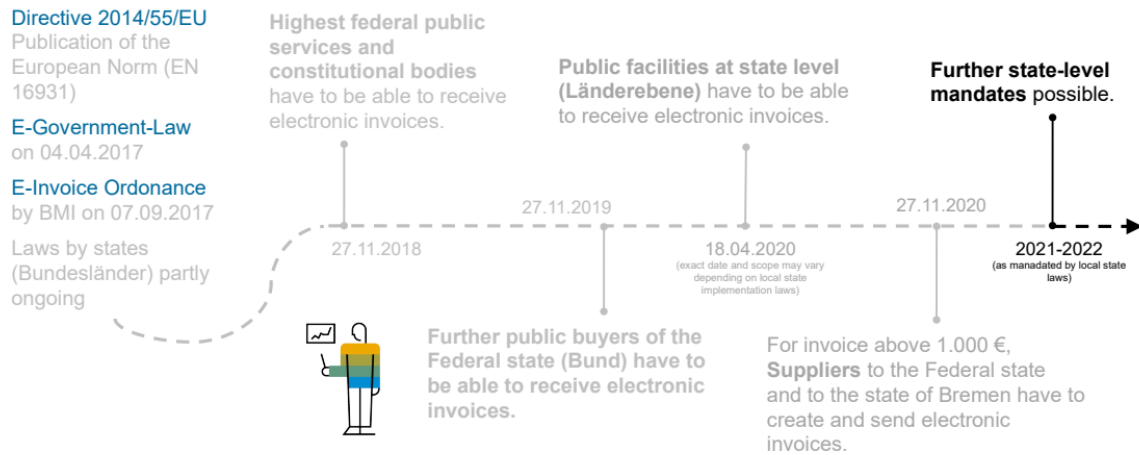 Directive 2014/55/EU
Publication of the
European Norm (EN
16931)
E-Government-Law
on 04.04.2017
E-Invoice Ordonance
by BMI on 07.09.2017
Laws by states
(Bundesländer) partly
ongoing
Highest federal public
services and
constitutional bodies
have to be able to receive
electronic invoices.
27.11.2018
27.11.2019
Further public buyers of the
Federal state (Bund) have to
be able to receive electronic
invoices.
Public facilities at state level
(Länderebene) have to be able
to receive electronic invoices.
18.04.2020
(exact date and scope may vary
depending on local state
implementation laws)
27.11.2020
For invoice above 1.000 €,
Suppliers to the Federal state
and to the state of Bremen have to
create and send electronic
invoices.
Further state-level
mandates possible.
2021-2022
(as manadated by local state
laws)